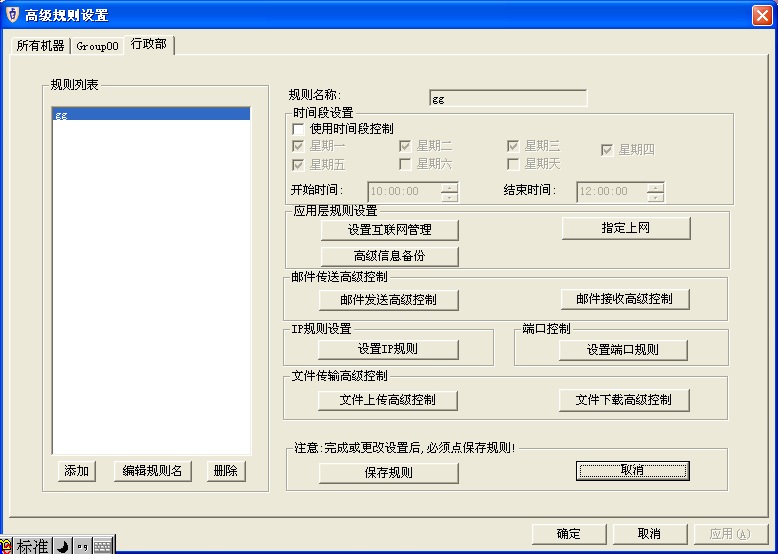 高级规则设置
所有机器 Group00 行政部
规则列表
gg
添加 编辑规则名 删除
规则名称: gg
时间段设置
使用时间段控制
星期一 星期二 星期三 星期四
星期五 星期六 星期天
开始时间: 10:00:00 结束时间: 12:00:00
应用层规则设置
设置互联网管理 指定上网
高级信息备份
邮件传送高级控制
邮件发送高级控制 邮件接收高级控制
IP规则设置 端口控制
设置IP规则 设置端口规则
文件传输高级控制
文件上传高级控制 文件下载高级控制
注意:完成或更改设置后,必须点保存规则!
保存规则 取消
确定 取消 应用(A)
标准